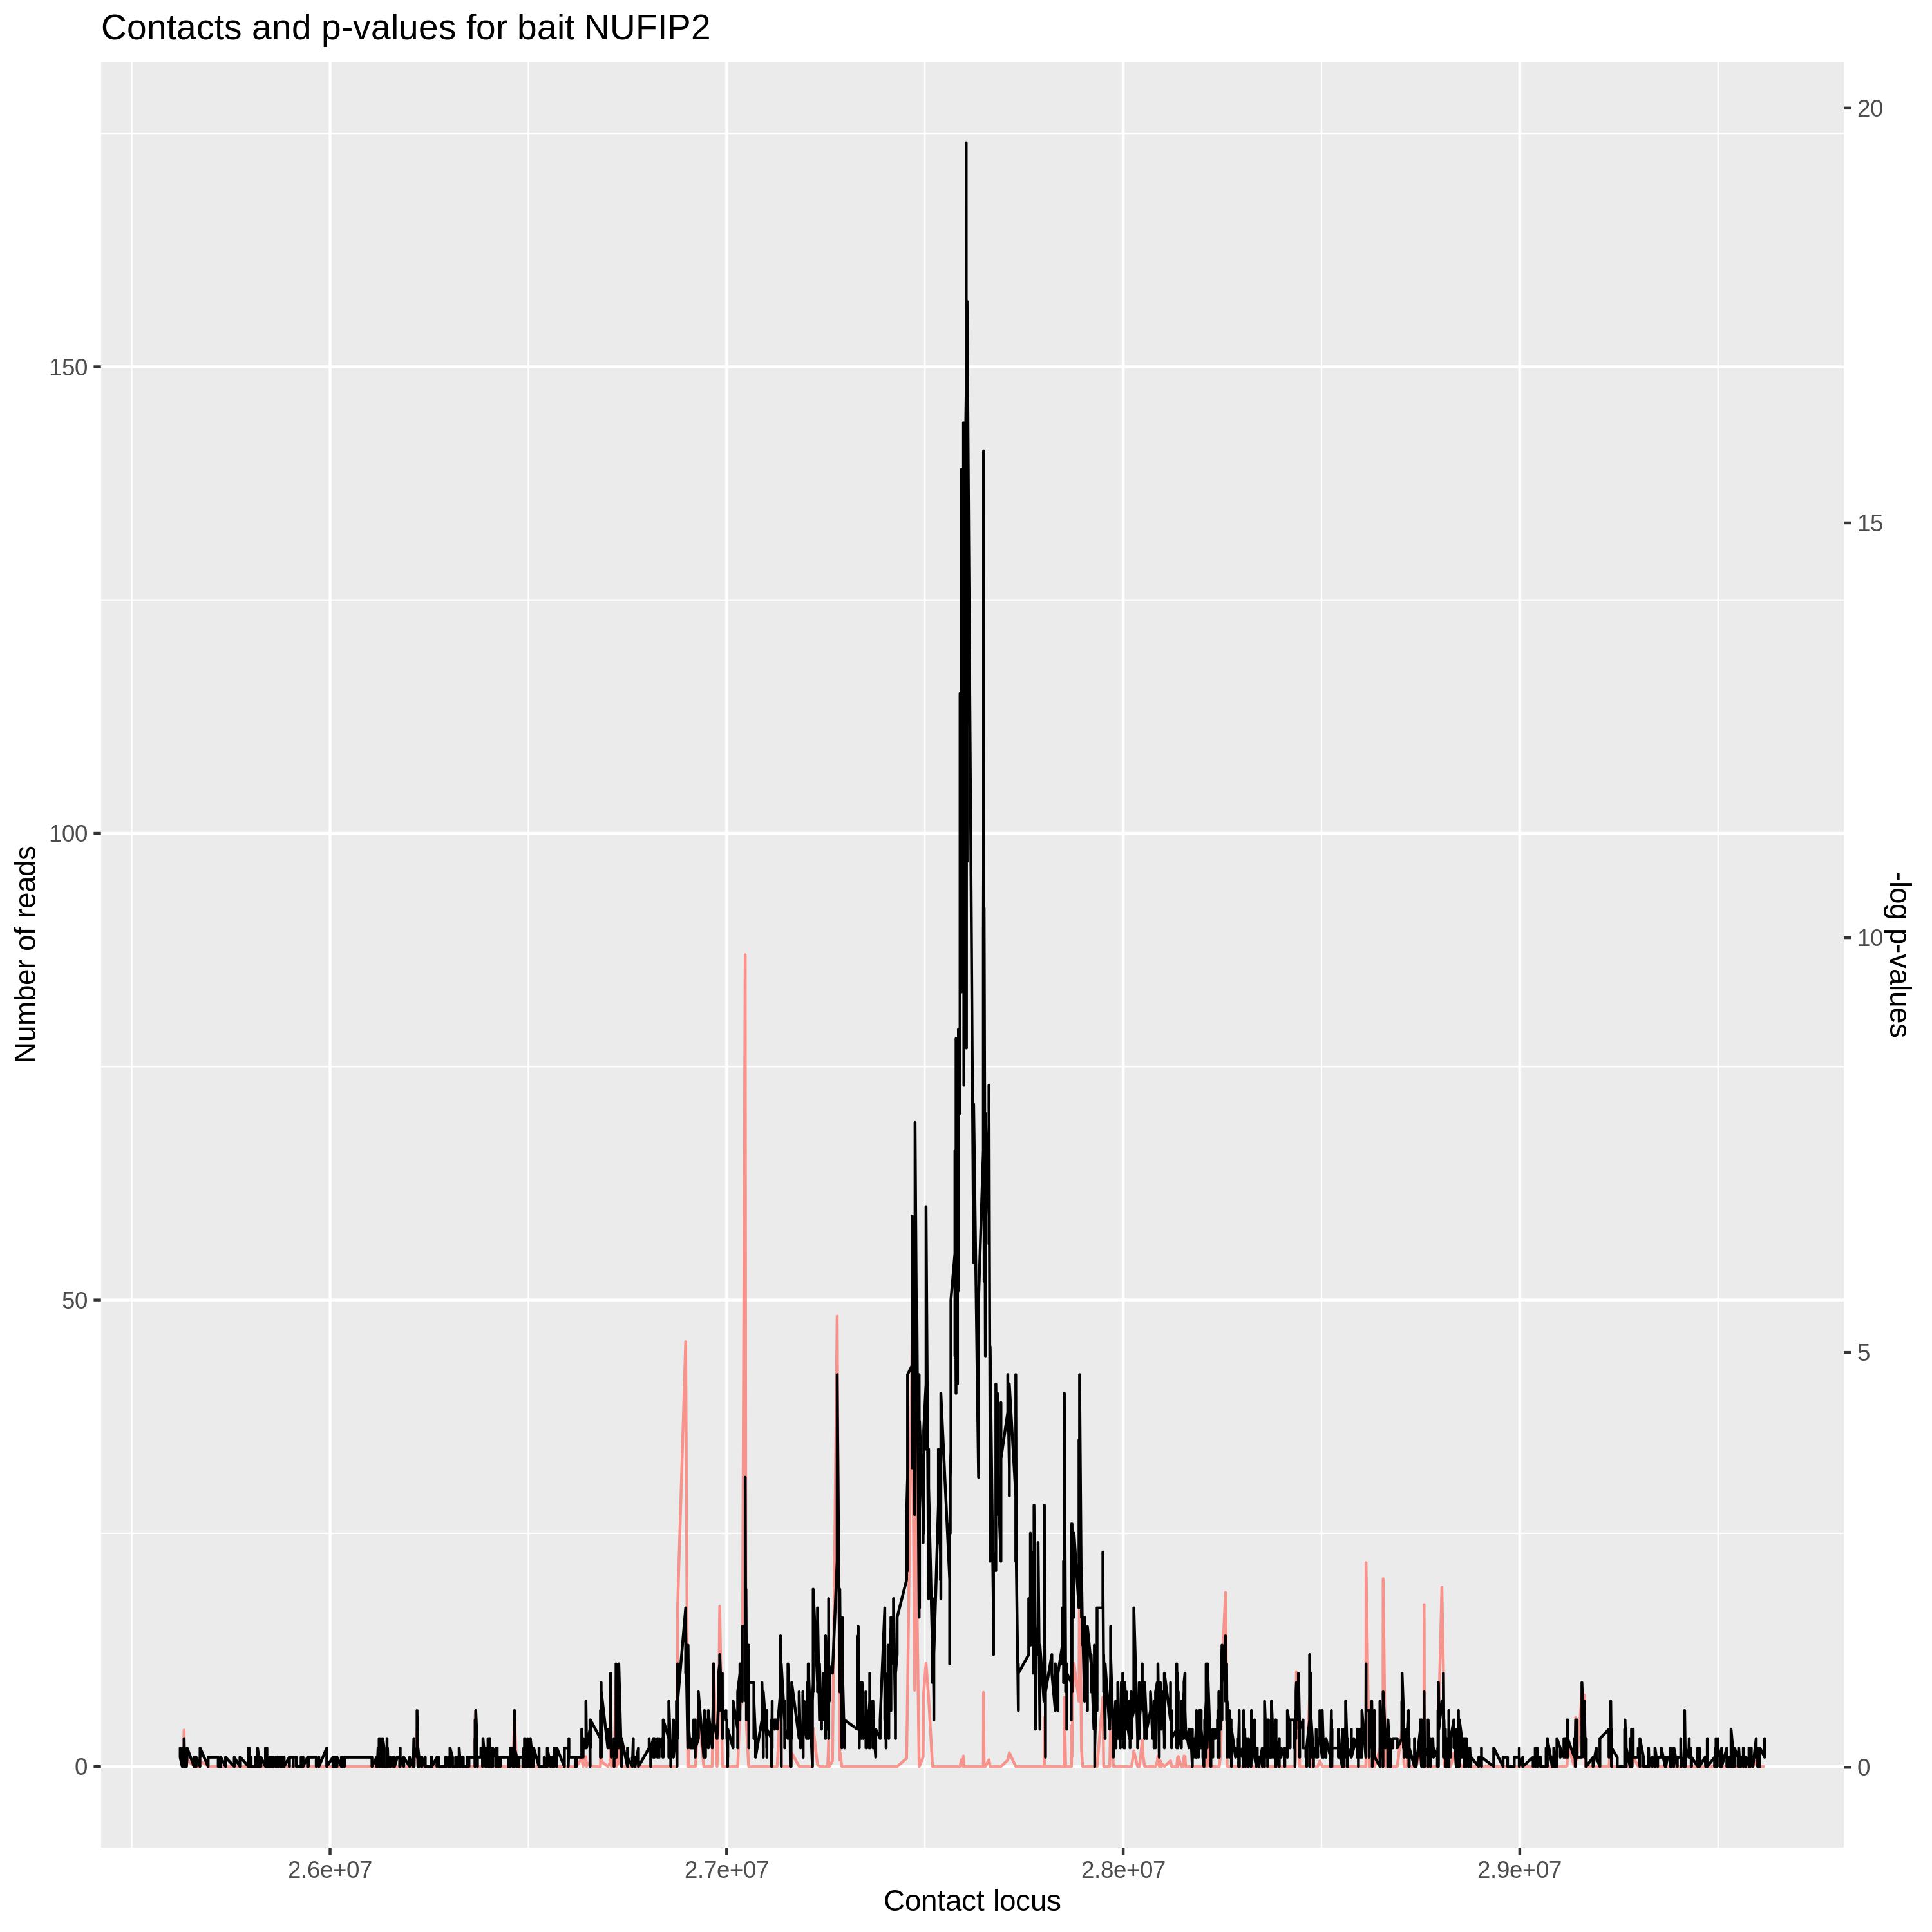 Contacts and p-values for bait NUFIP2
20
150
15
100
10
50
5
0
0
Number of reads
-log p-values
2.6e+07
2.7e+07
2.8e+07
2.9e+07
Contact locus